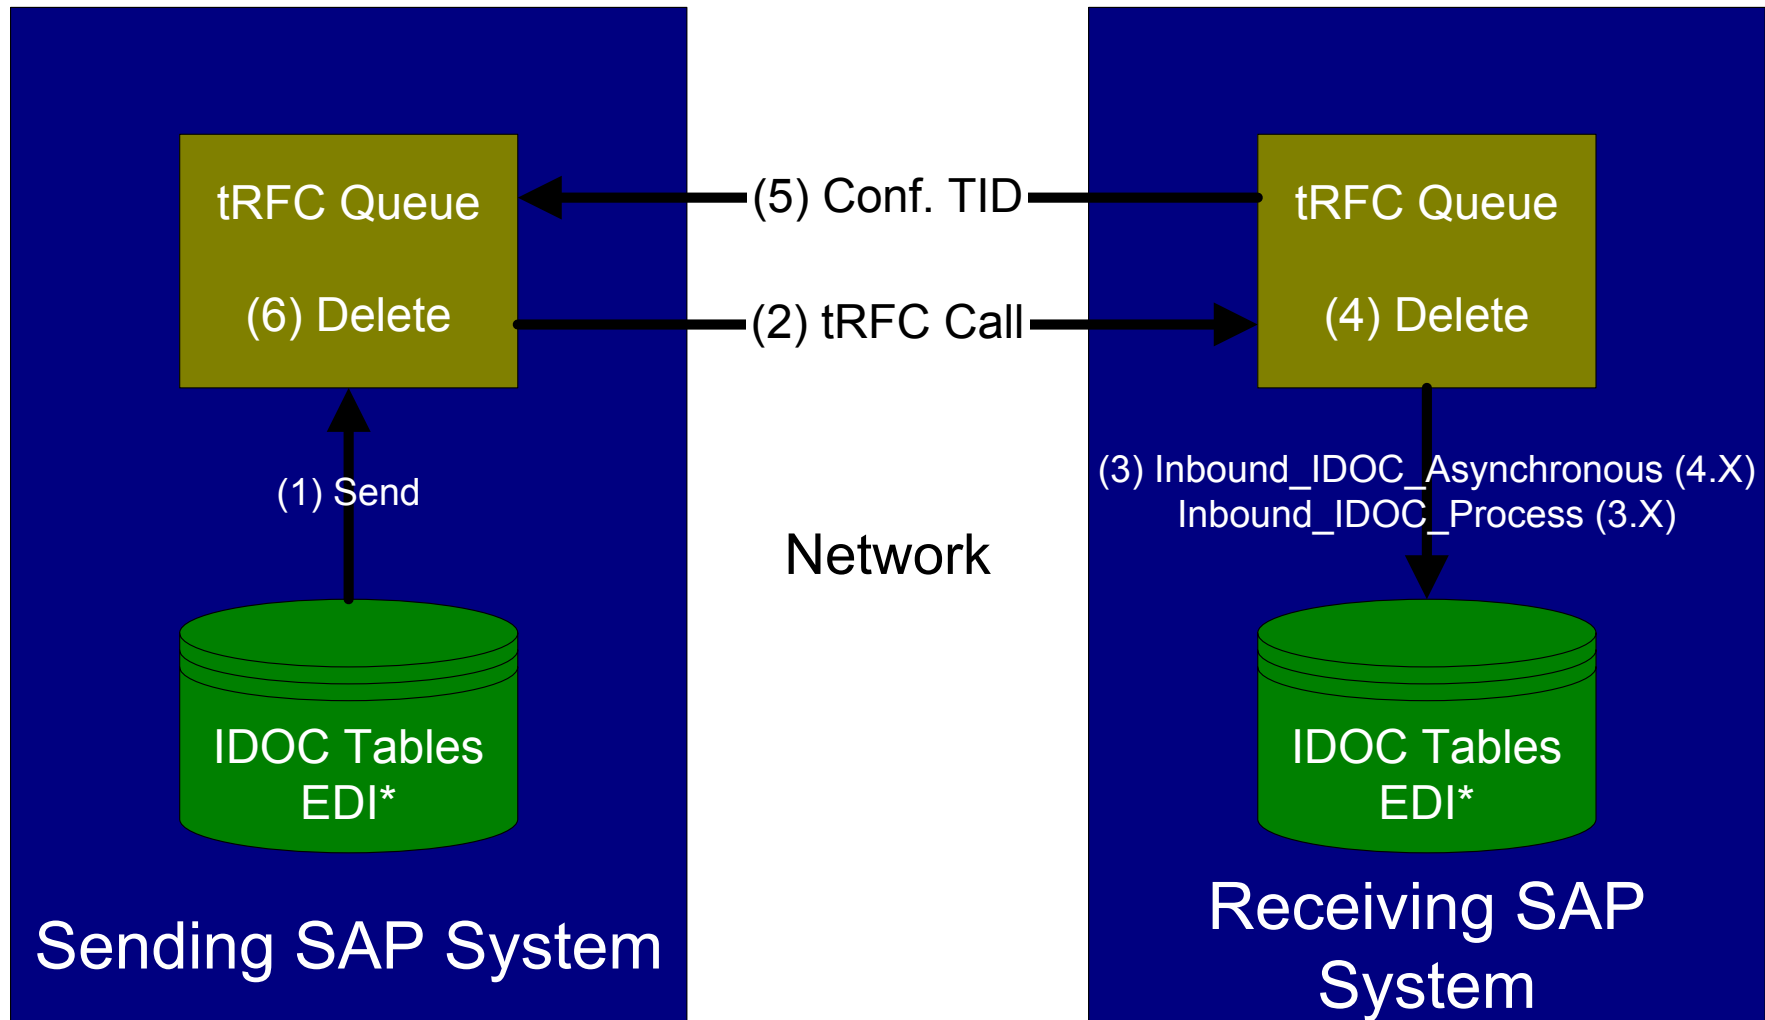 tRFC Queue
(6) Delete
(1) Send
IDOC Tables
EDI*
Sending SAP System
(5) Conf. TID
(2) tRFC Call
Network
tRFC Queue
(4) Delete
(3) Inbound_IDOC_Asynchronous (4.X)
Inbound_IDOC_Process (3.X)
IDOC Tables
EDI*
Receiving SAP
System